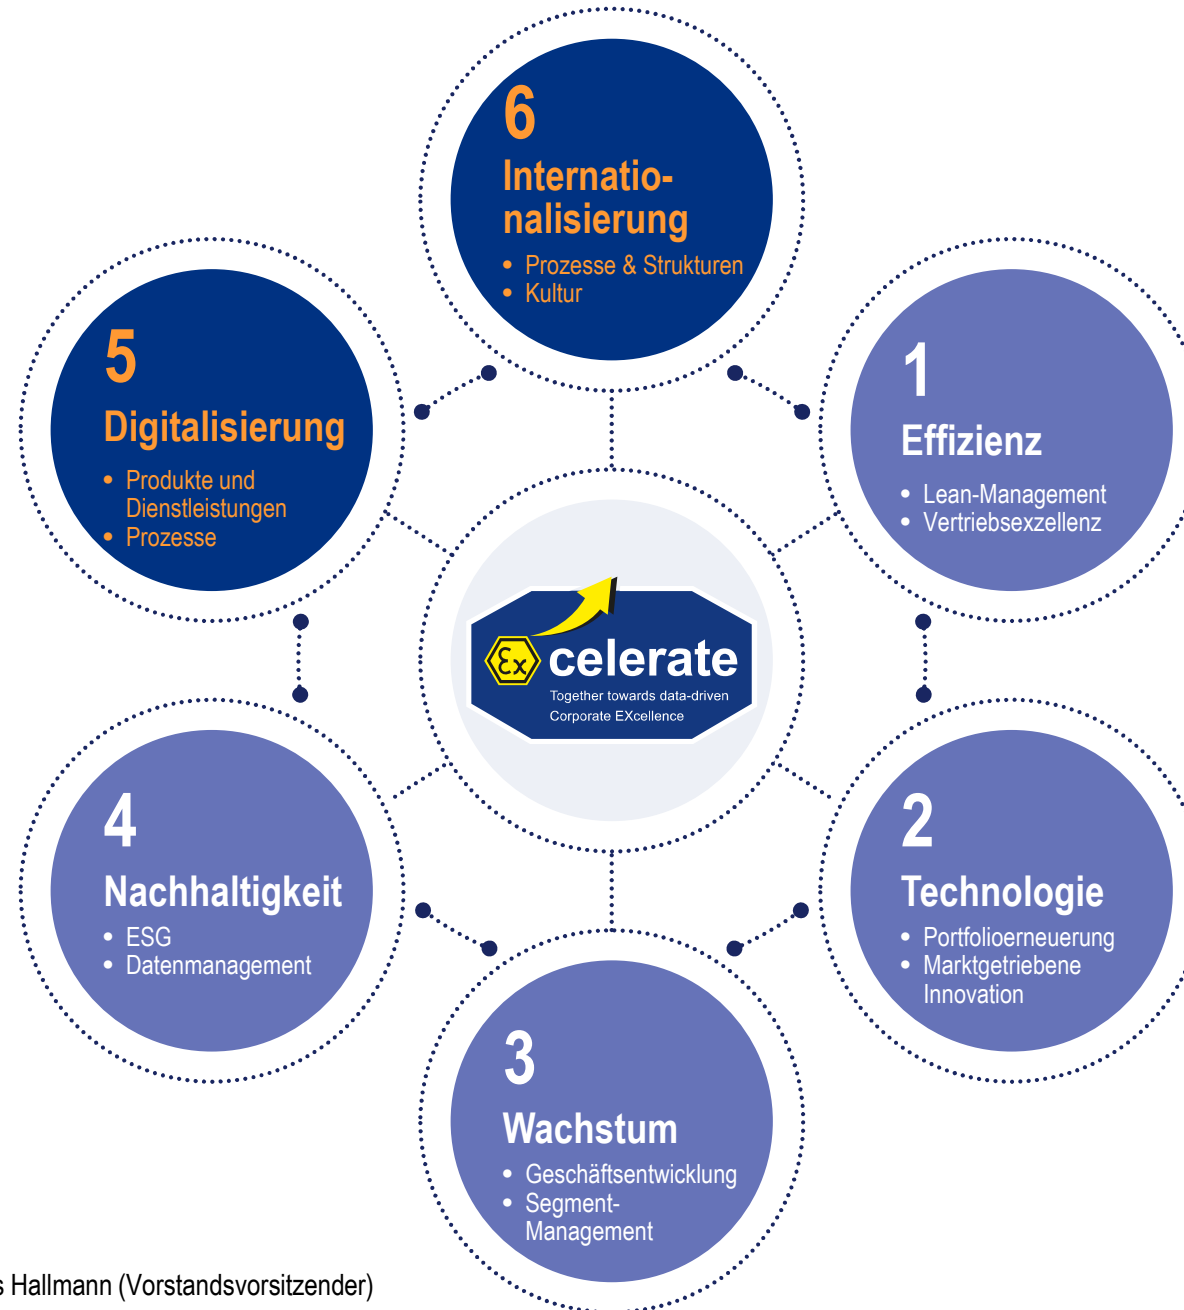 6
Internatio-
nalisierung
• Prozesse & Strukturen
• Kultur
5
Digitalisierung
• Produkte und
Dienstleistungen
• Prozesse
1
Effizienz
• Lean-Management
• Vertriebsexzellenz
Ex celerate
Together towards data-driven
Corporate EXcellence
4
Nachhaltigkeit
• ESG
• Datenmanagement
2
Technologie
• Portfolioerneuerung
• Marktgetriebene
Innovation
3
Wachstum
• Geschäftsentwicklung
• Segment-
Management
s Hallmann (Vorstandsvorsitzender)